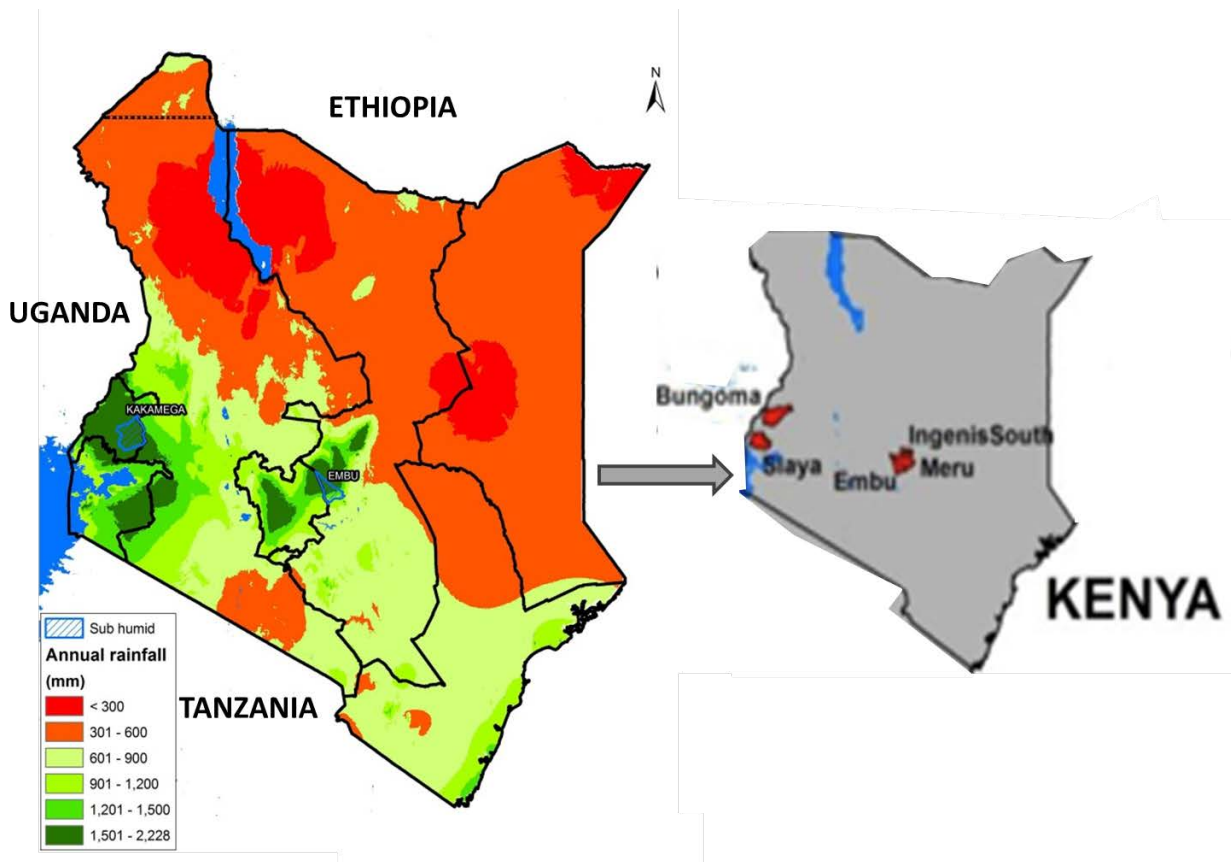 N
ETHIOPIA
UGANDA
KAKAMEGA
EMBU
TANZANIA
Sub humid
Annual rainfall
(mm)
< 300
301 - 600
601 - 900
901 - 1,200
1,201 - 1,500
1,501 - 2,228
Bungoma
Siaya
IngenisSouth
Embu
Meru
KENYA